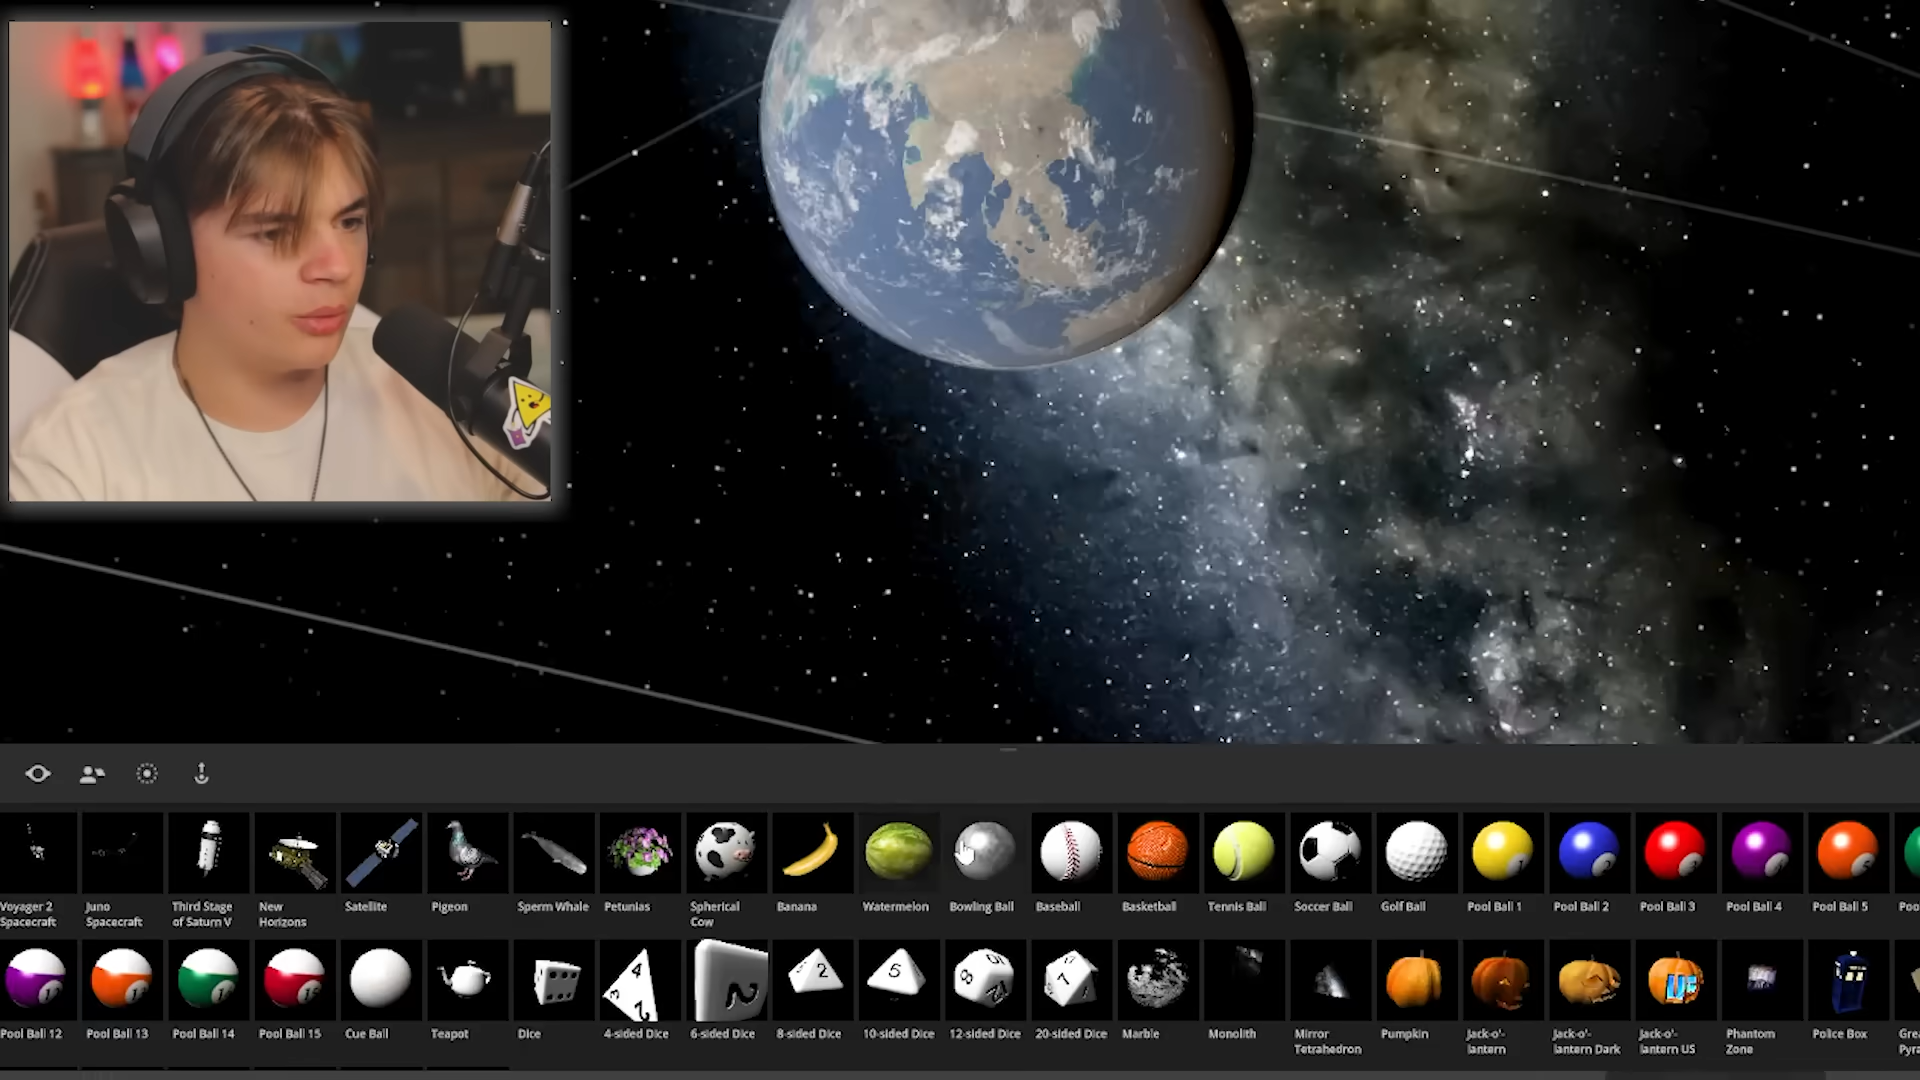 Voyager 2
Spacecraft
Juno
Spacecraft
Third Stage
of Saturn V
New
Horizons
Satellite
Pigeon
Sperm Whale
Petunias
Spherical
Cow
Banana
Watermelon
Bowling Ball
Baseball
Basketball
Tennis Ball
Soccer Ball
Golf Ball
Pool Ball 1
Pool Ball 2
Pool Ball 3
Pool Ball 4
Pool Ball 5
Pool Ball 12
Pool Ball 13
Pool Ball 14
Pool Ball 15
Cue Ball
Teapot
Dice
4-sided Dice
6-sided Dice
8-sided Dice
10-sided Dice
12-sided Dice
20-sided Dice
Marble
Monolith
Mirror
Tetrahedron
Pumpkin
Jack-o'-
lantern
Jack-o'-
lantern Dark
Jack-o'-
lantern US
Phantom
Zone
Police Box